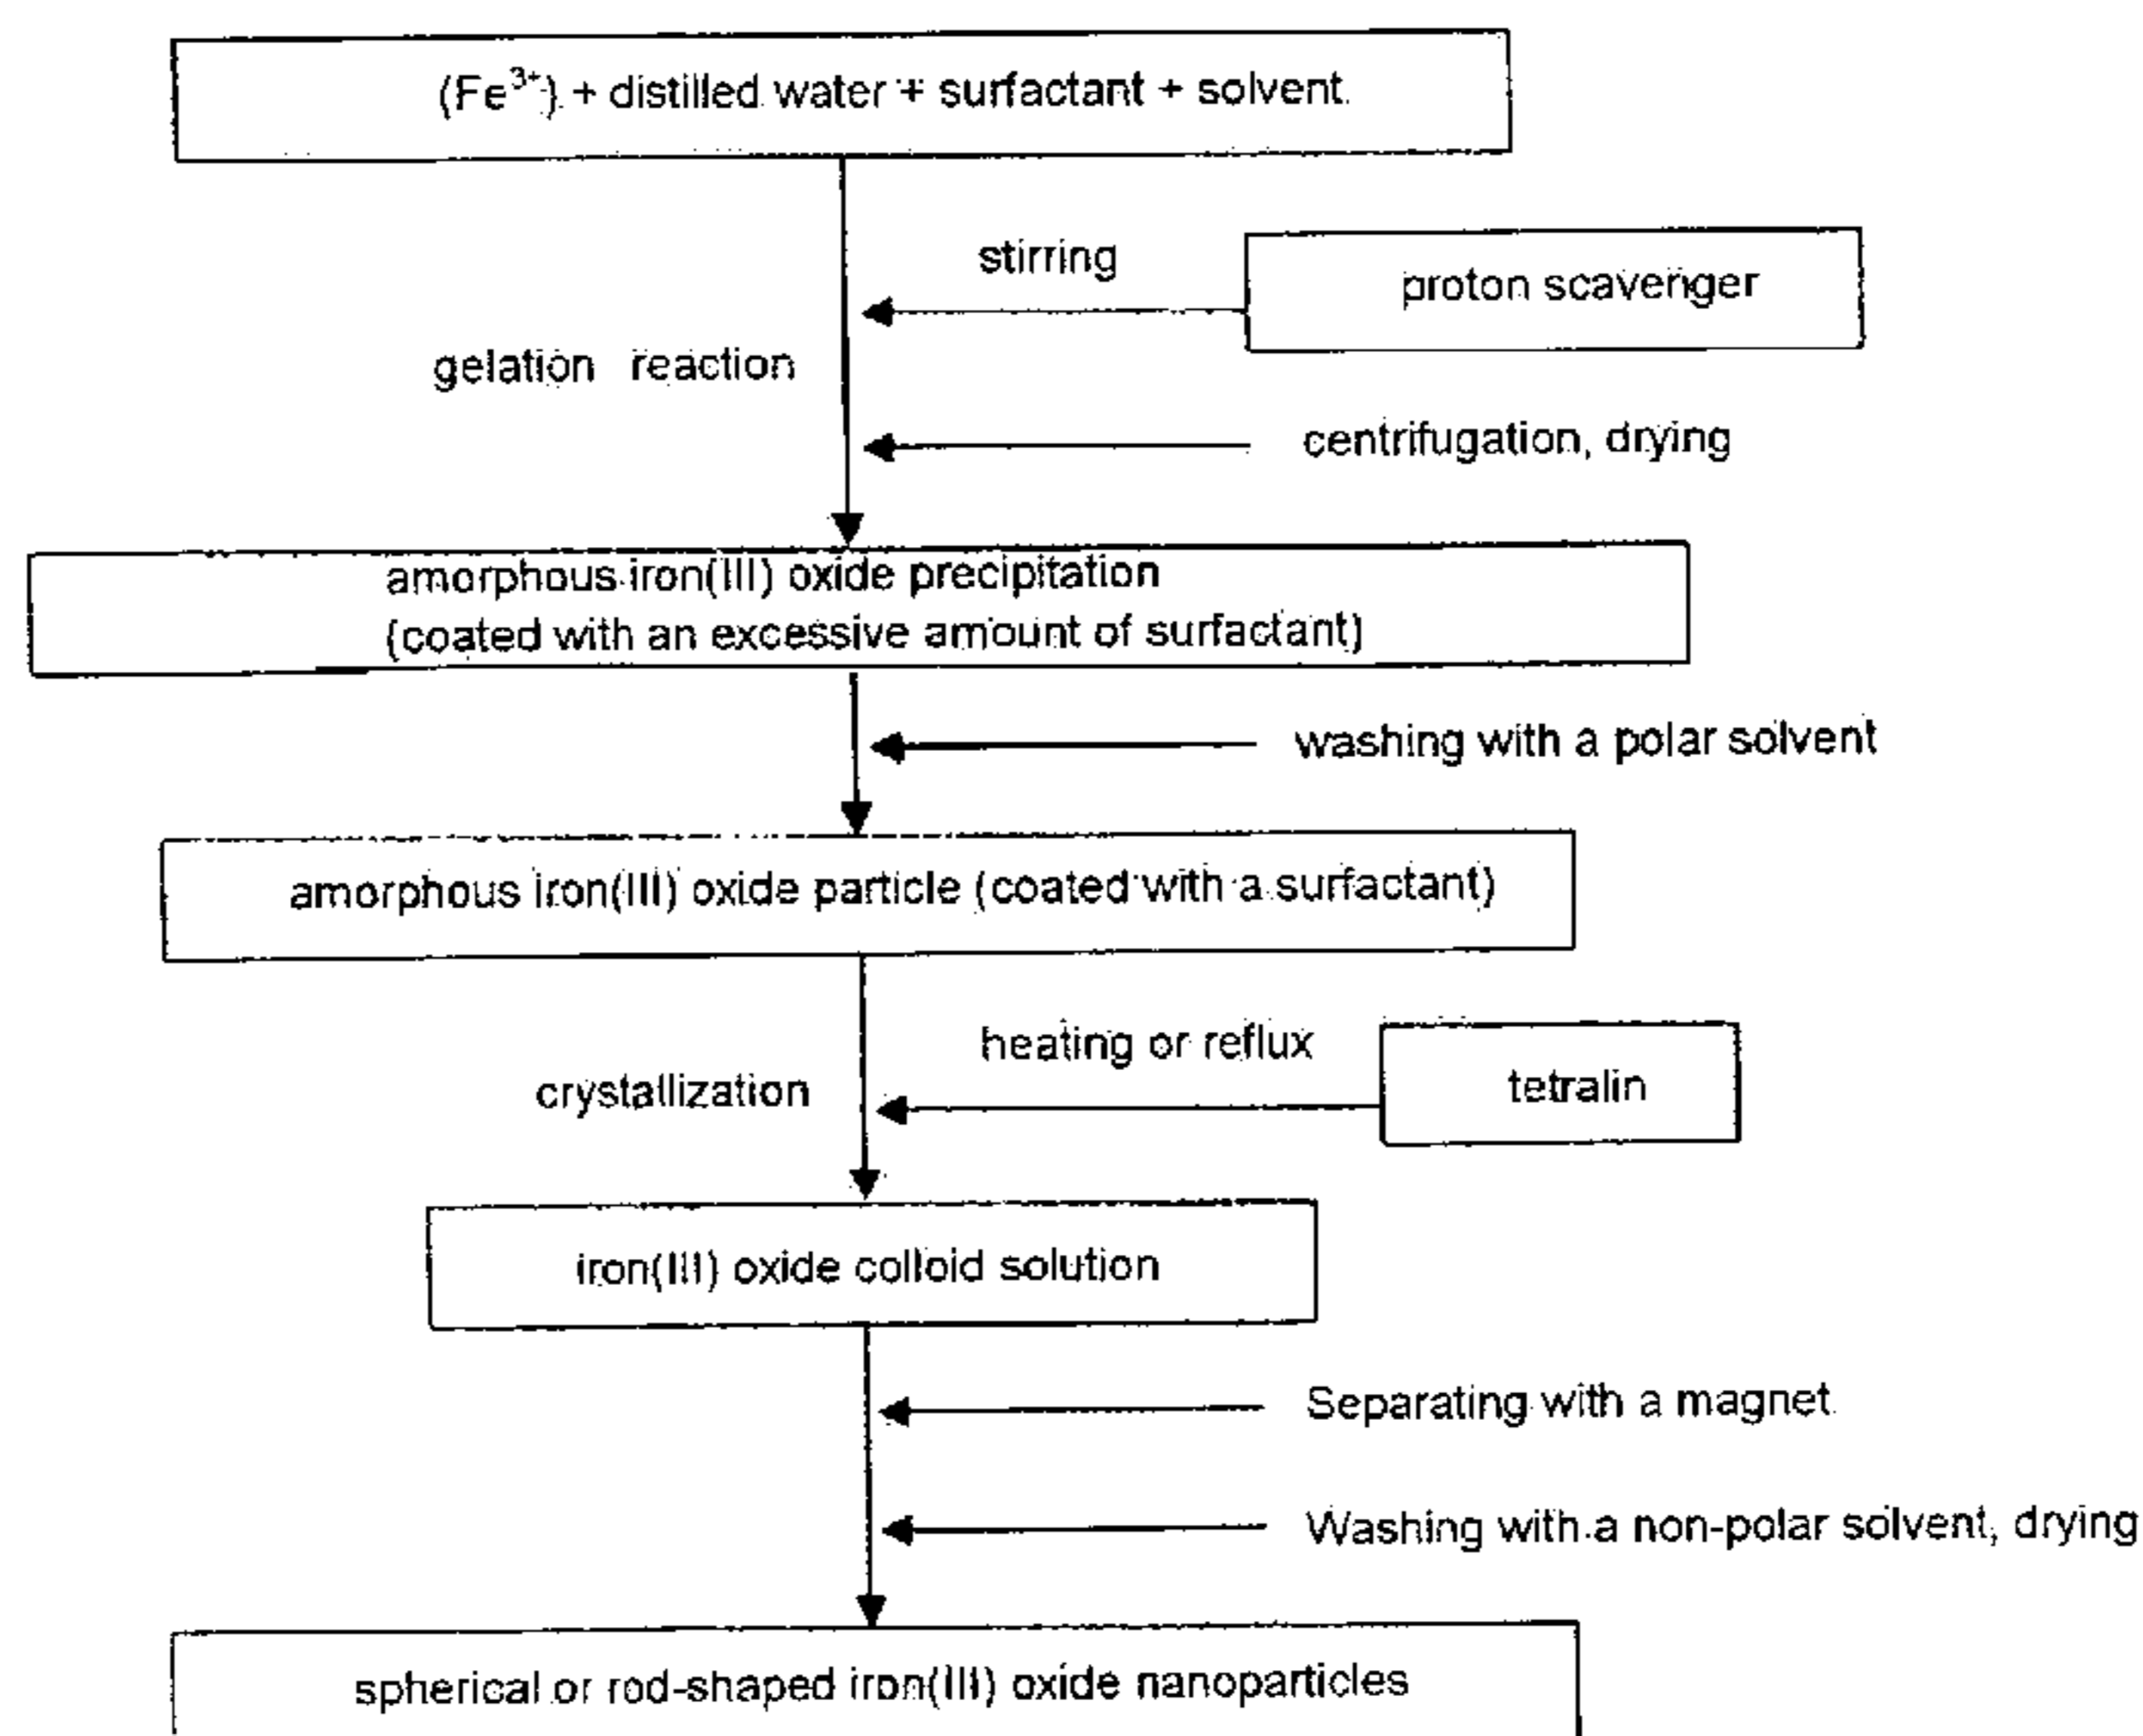 (Fe³⁺) + distilled water + surfactant + solvent
stirring
proton scavenger
gelation reaction
centrifugation, drying
amorphous iron(III) oxide precipitation
(coated with an excessive amount of surfactant)
washing with a polar solvent
amorphous iron(III) oxide particle (coated with a surfactant)
heating or reflux
tetralin
crystallization
iron(III) oxide colloid solution
Separating with a magnet
Washing with a non-polar solvent, drying
spherical or rod-shaped iron(III) oxide nanoparticles